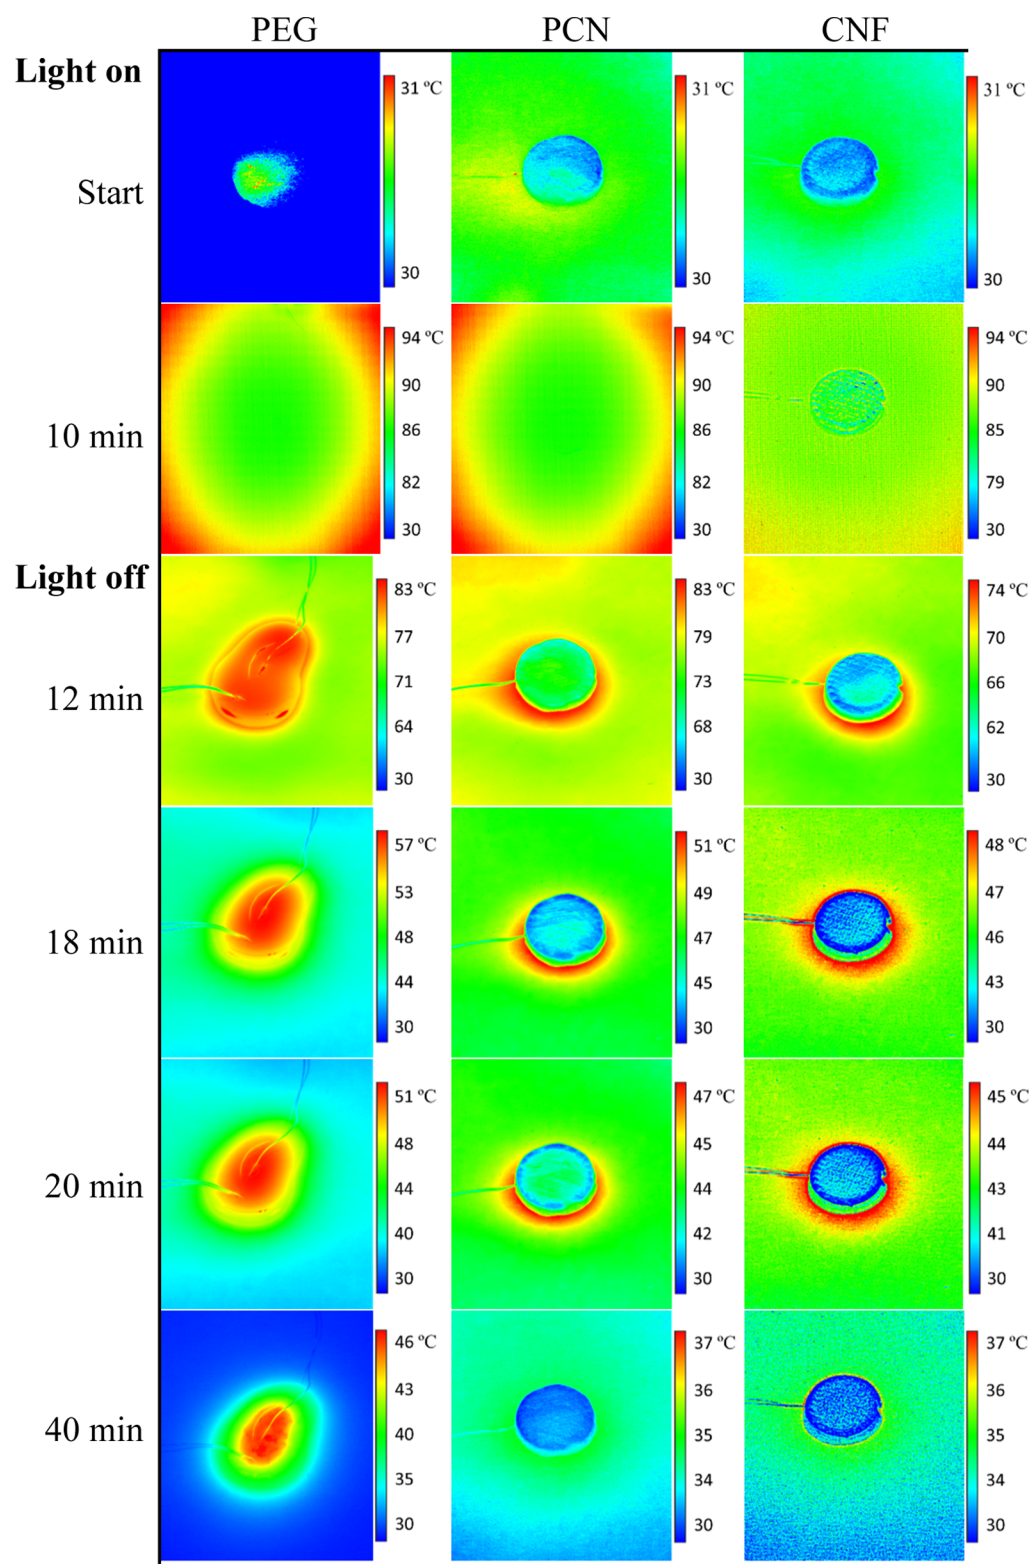 PEG PCN CNF
Light on
31 ºC 31 ºC 31 ºC
Start
30 30 30
94 ºC 94 ºC 94 ºC
90 90 90
10 min 86 86 85
82 82 79
30 30 30
Light off
83 ºC 83 ºC 74 ºC
77 79 70
12 min 71 73 66
64 68 62
30 30 30
57 ºC 51 ºC 48 ºC
53 49 47
18 min 48 47 46
44 45 43
30 30 30
51 ºC 47 ºC 45 ºC
48 45 44
20 min 44 44 43
40 42 41
30 30 30
46 ºC 37 ºC 37 ºC
43 36 36
40 min 40 35 35
35 34 34
30 30 30